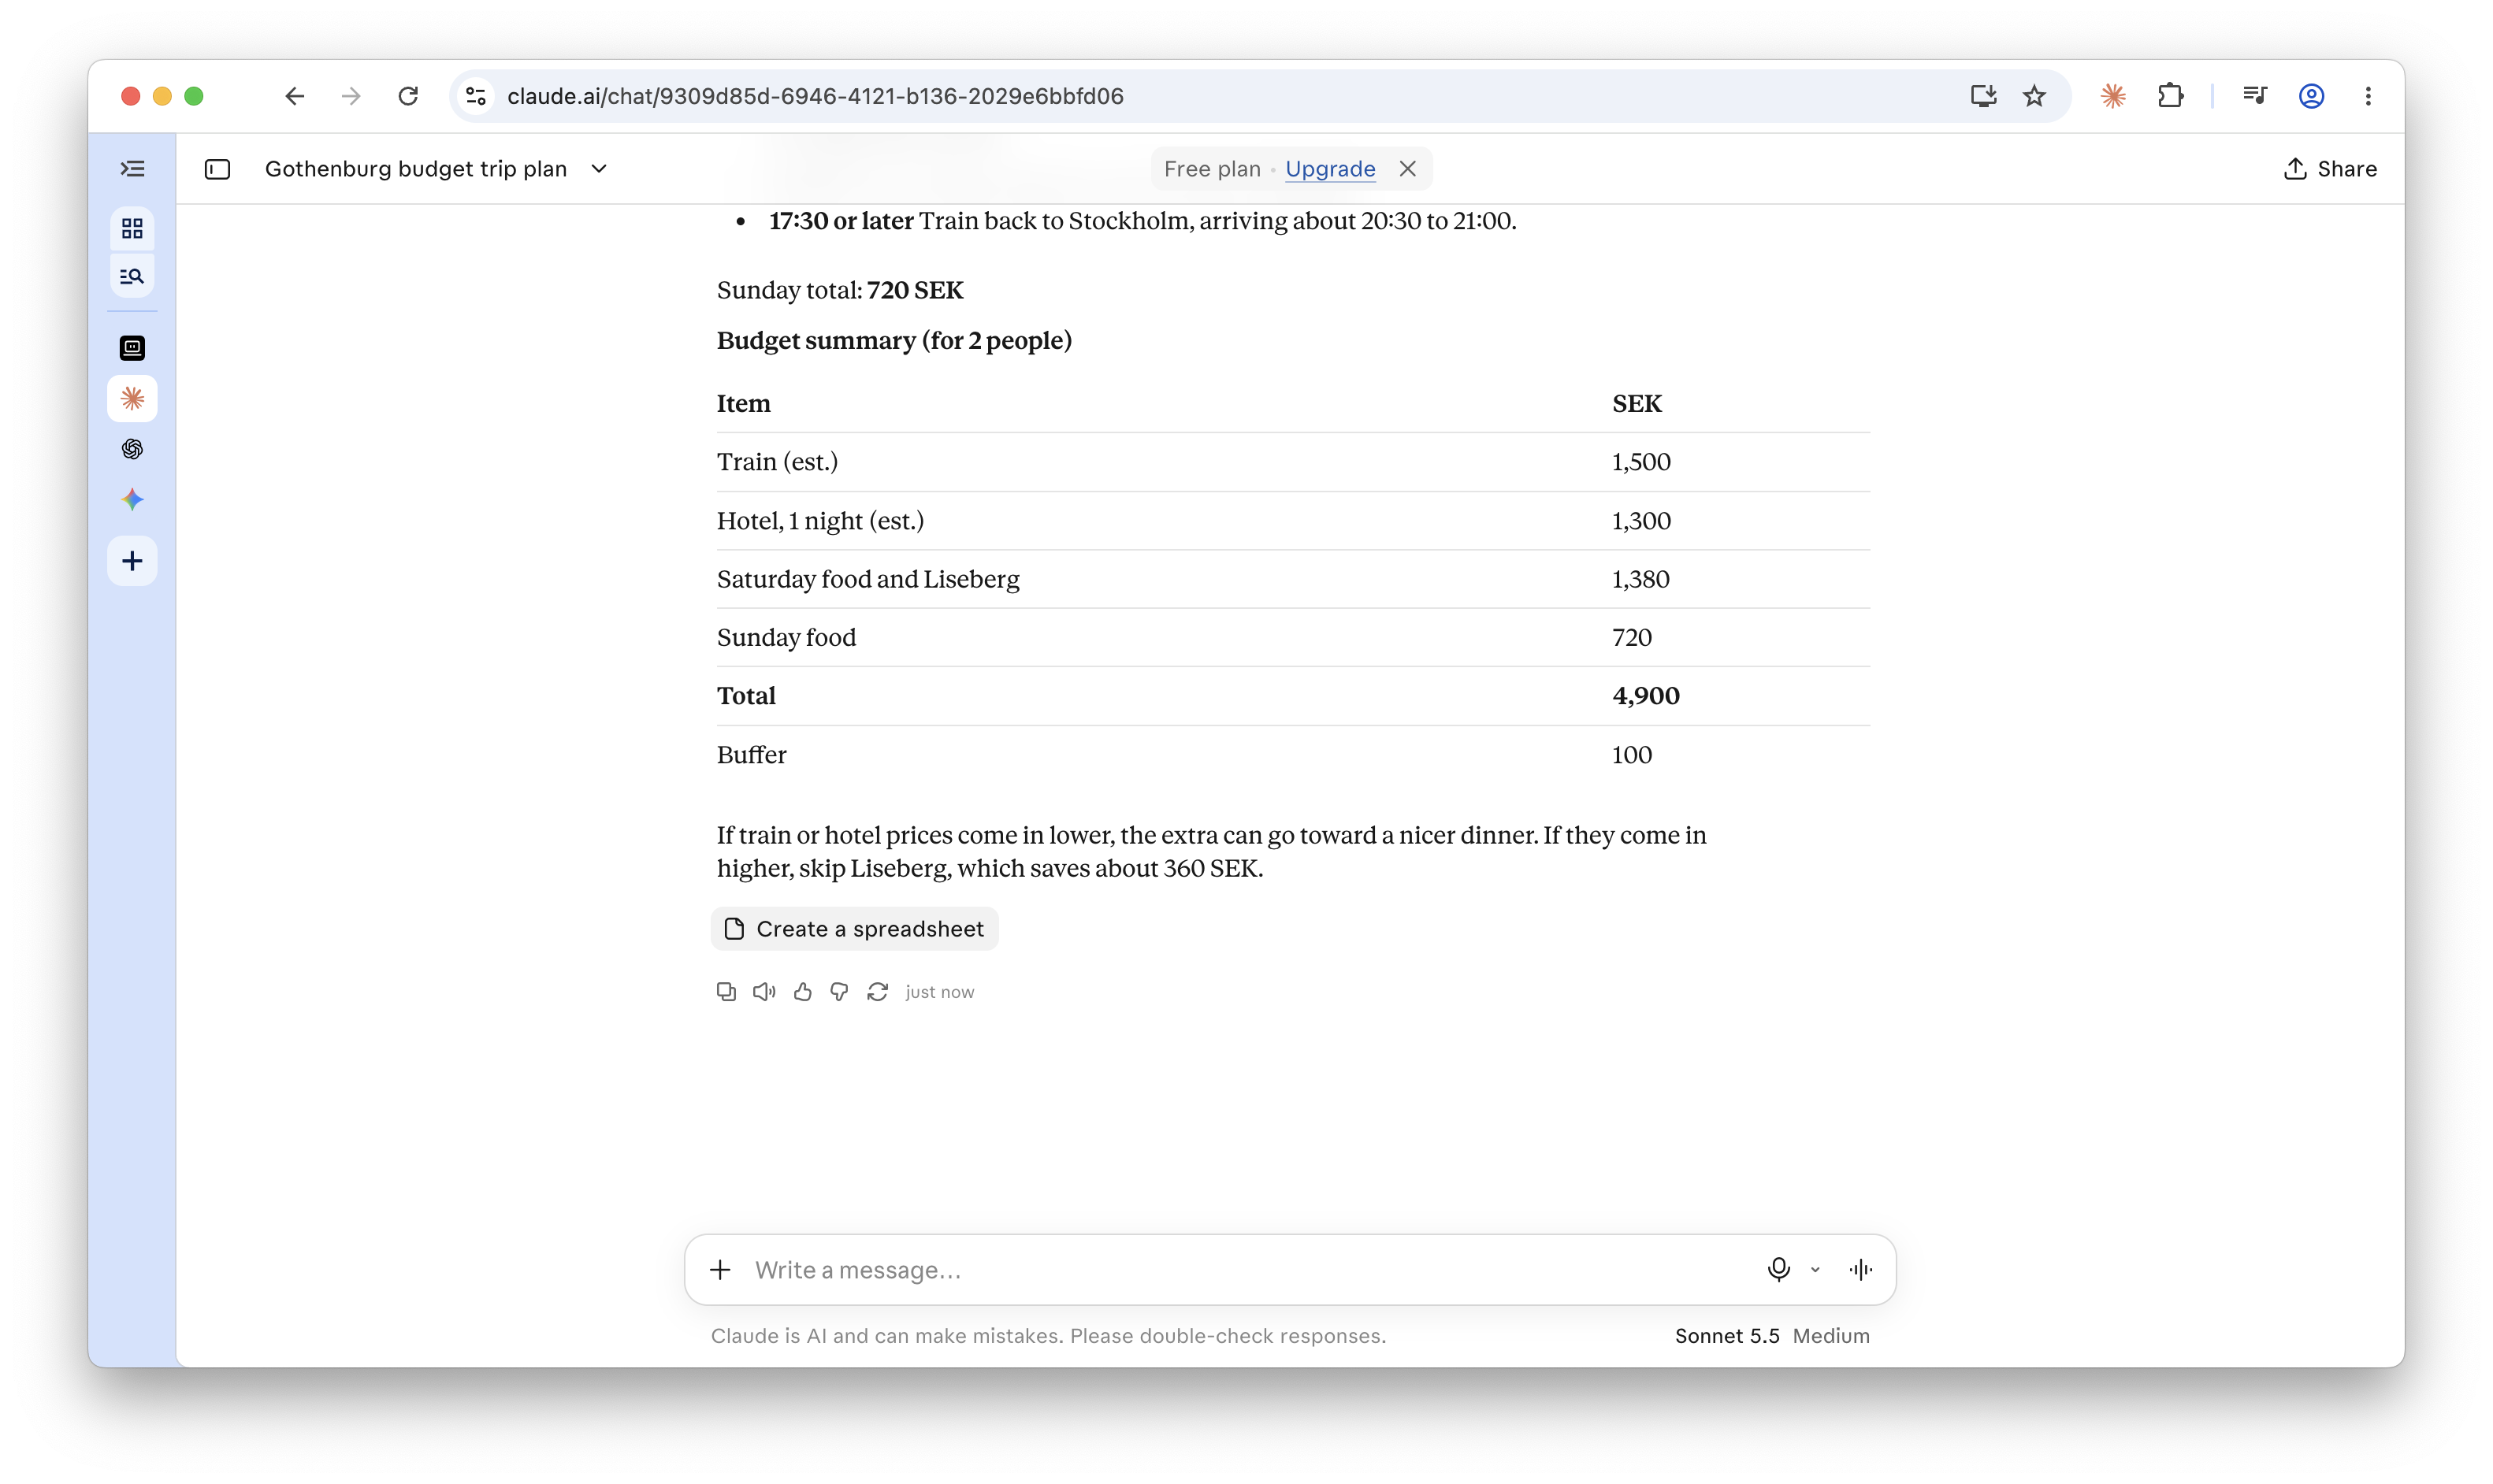 claude.ai/chat/9309d85d-6946-4121-b136-2029e6bbfd06
Gothenburg budget trip plan
Free plan · Upgrade
Share
• 17:30 or later Train back to Stockholm, arriving about 20:30 to 21:00.
Sunday total: 720 SEK
Budget summary (for 2 people)
Item SEK
Train (est.) 1,500
Hotel, 1 night (est.) 1,300
Saturday food and Liseberg 1,380
Sunday food 720
Total 4,900
Buffer 100
If train or hotel prices come in lower, the extra can go toward a nicer dinner. If they come in
higher, skip Liseberg, which saves about 360 SEK.
Create a spreadsheet
just now
Write a message...
Claude is AI and can make mistakes. Please double-check responses.
Sonnet 5.5 Medium